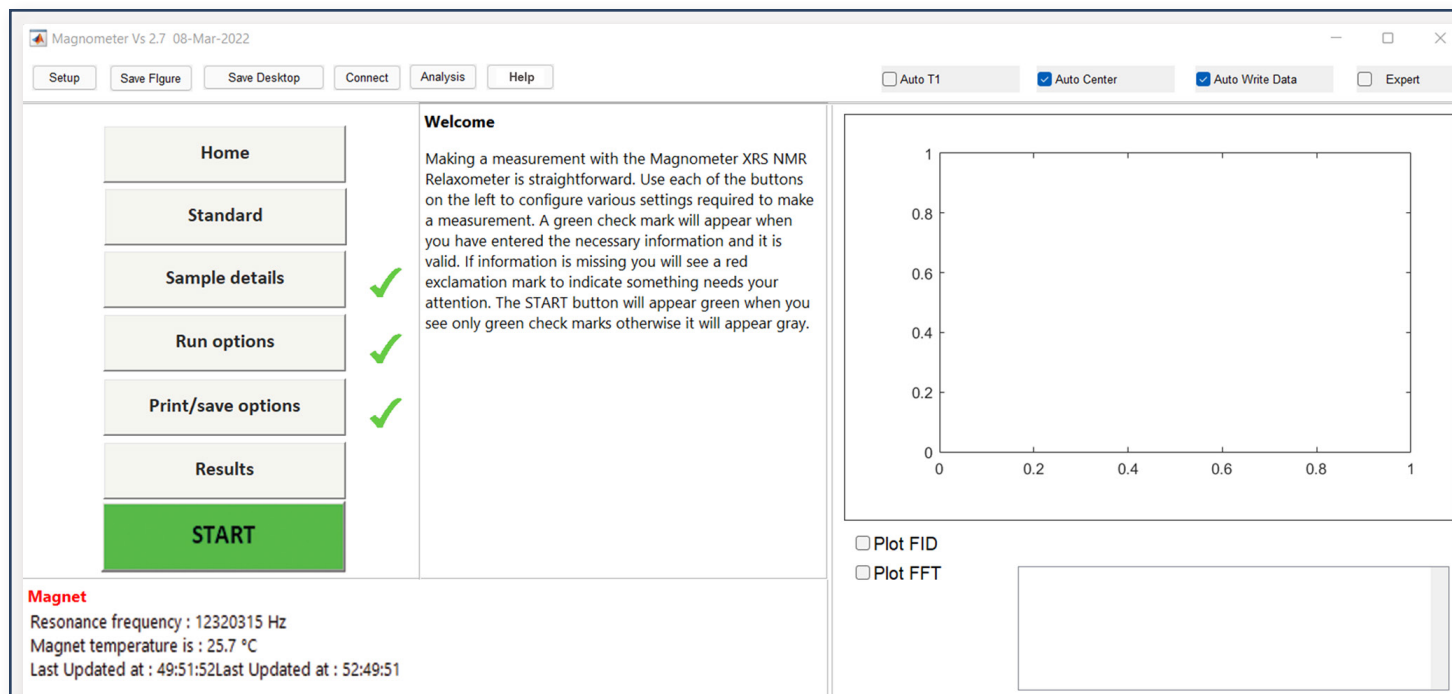 Magnometer Vs 2.7 08-Mar-2022
Setup Save FIgure Save Desktop Connect Analysis Help Auto T1 Auto Center Auto Write Data Expert
Home
Standard
Sample details
Run options
Print/save options
Results
START
Welcome
Making a measurement with the Magnometer XRS NMR
Relaxometer is straightforward. Use each of the buttons
on the left to configure various settings required to make
a measurement. A green check mark will appear when
you have entered the necessary information and it is
valid. If information is missing you will see a red
exclamation mark to indicate something needs your
attention. The START button will appear green when you
see only green check marks otherwise it will appear gray.
1
0.8
0.6
0.4
0.2
0
0 0.2 0.4 0.6 0.8 1
Plot FID
Plot FFT
Magnet
Resonance frequency : 12320315 Hz
Magnet temperature is : 25.7 °C
Last Updated at : 49:51:52Last Updated at : 52:49:51